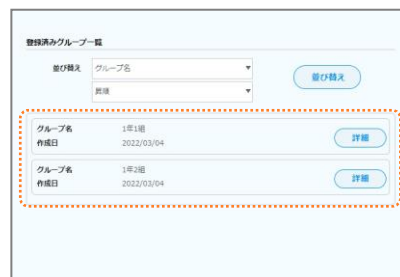 登録済みグループ一覧
並び替え グループ名
昇順
並び替え
グループ名 1年1組
作成日 2022/03/04
詳細
グループ名 1年2組
作成日 2022/03/04
詳細